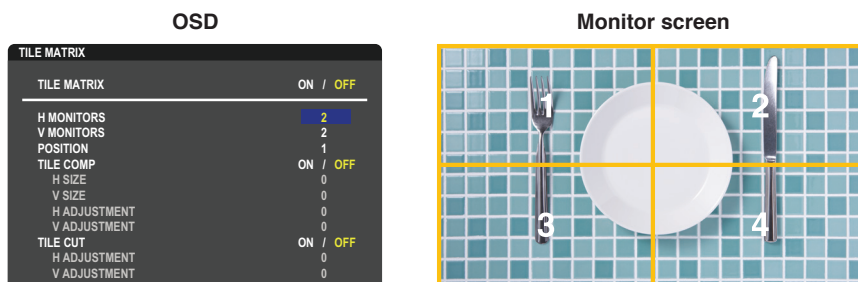 OSD
TILE MATRIX
TILE MATRIX ON / OFF
H MONITORS 2
V MONITORS 2
POSITION 1
TILE COMP ON / OFF
H SIZE 0
V SIZE 0
H ADJUSTMENT 0
V ADJUSTMENT 0
TILE CUT ON / OFF
H ADJUSTMENT 0
V ADJUSTMENT 0
Monitor screen
1 2
3 4